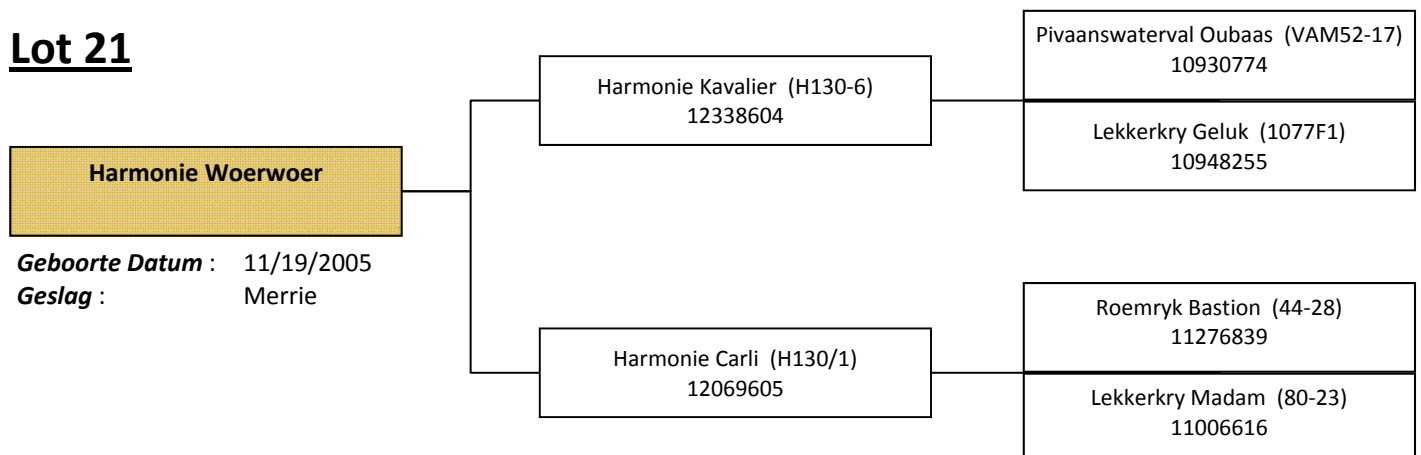 Lot 21
Harmonie Woerwoer
Geboorte Datum : 11/19/2005
Geslag : Merrie
Harmonie Kavalier (H130-6)
12338604
Harmonie Carli (H130/1)
12069605
Pivaanswaterval Oubaas (VAM52-17)
10930774
Lekkerkry Geluk (1077F1)
10948255
Roemryk Bastion (44-28)
11276839
Lekkerkry Madam (80-23)
11006616